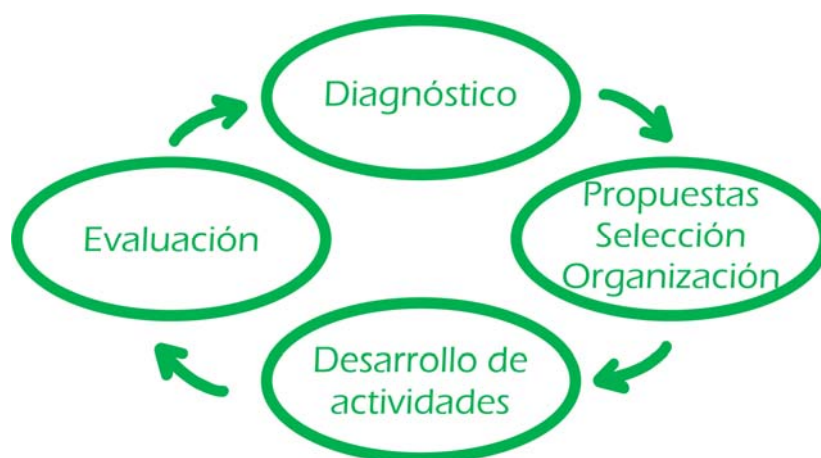 Diagnóstico
Propuestas
Selección
Organización
Desarrollo de
actividades
Evaluación